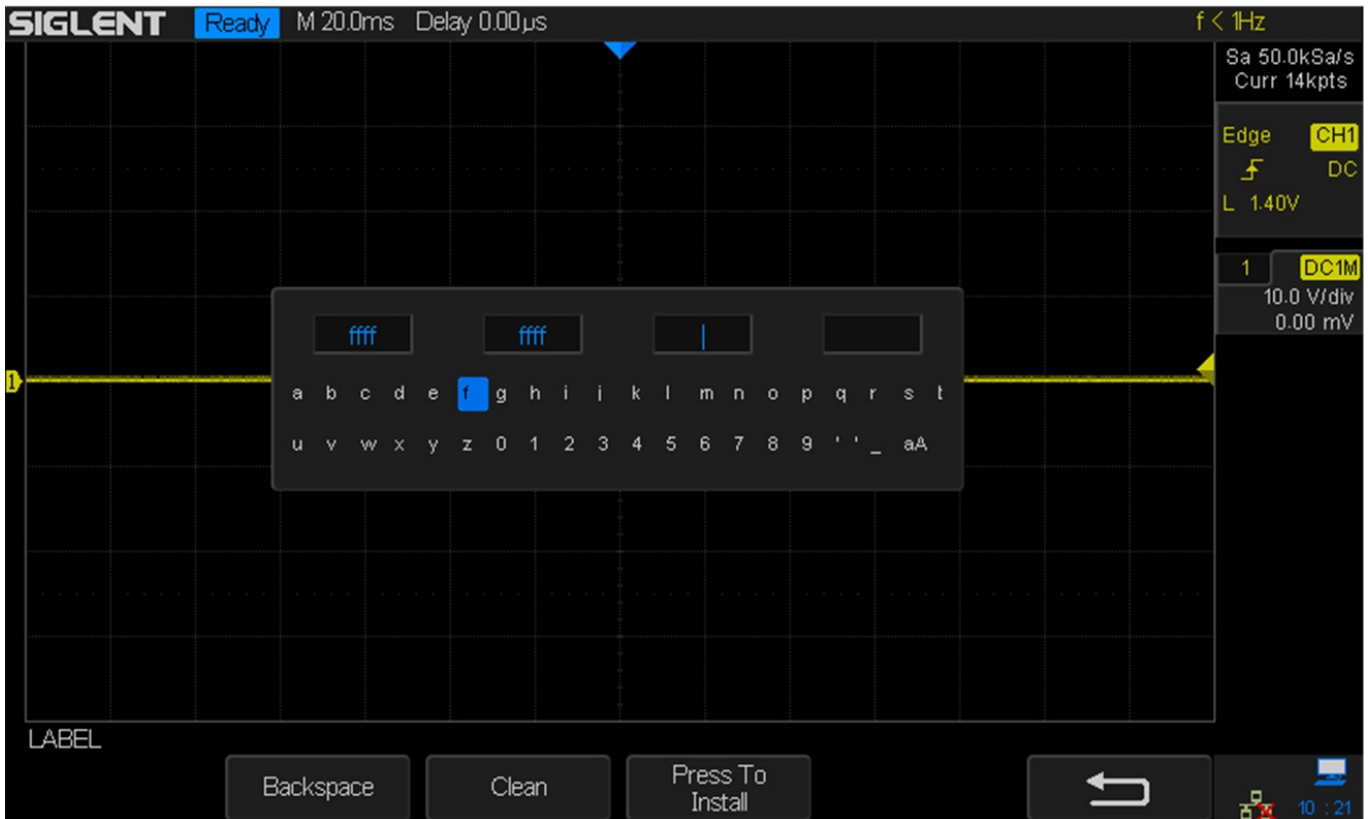 SIGLENT Ready M 20.0ms Delay 0.00μs f < 1Hz
Sa 50.0kSa/s
Curr 14kpts
Edge CH1
DC
L 1.40V
1 DC1M
10.0 V/div
0.00 mV
ffff ffff
1
a b c d e f g h i j k l m n o p q r s t
u v w x y z 0 1 2 3 4 5 6 7 8 9 ' ' _ aA
LABEL
Backspace Clean Press To
Install
10 : 21